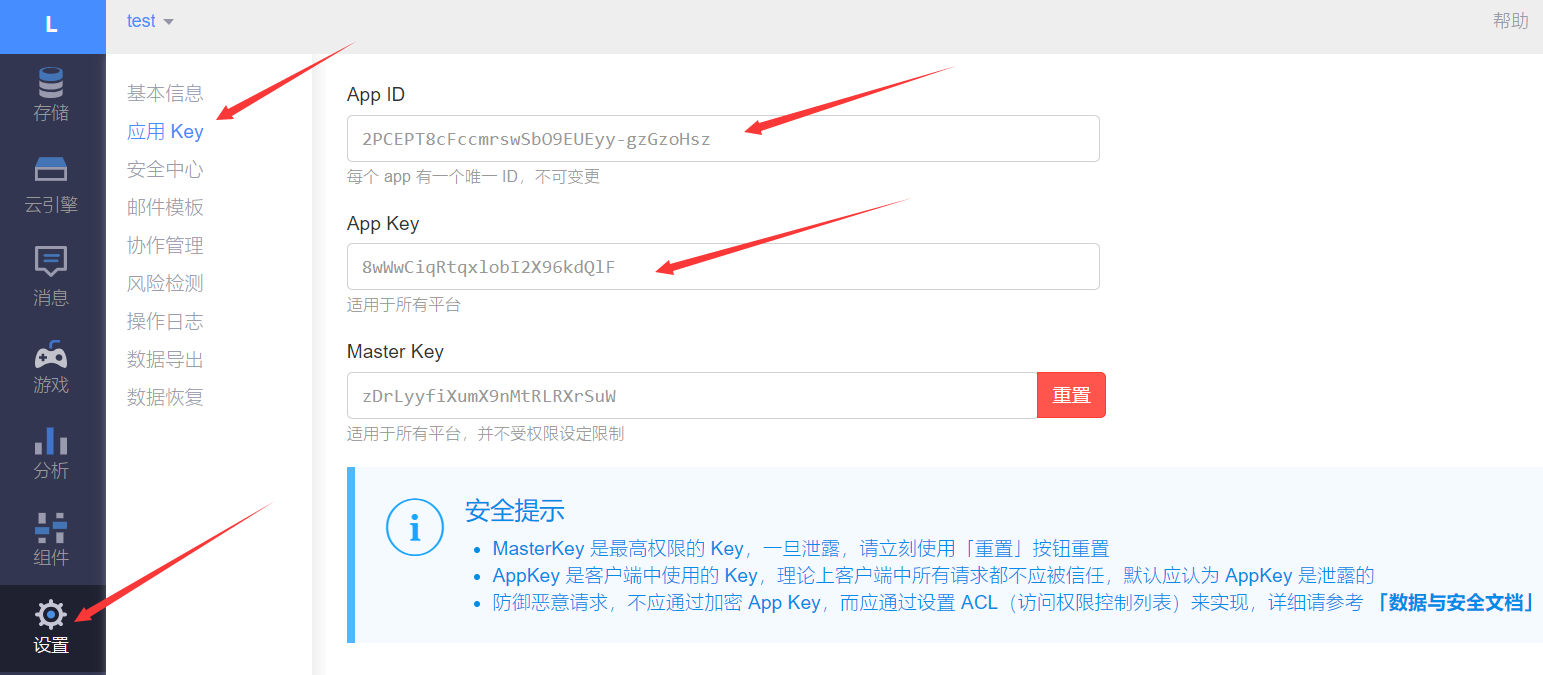 L
test
帮助
存储
云引擎
消息
游戏
分析
组件
设置
基本信息
应用 Key
安全中心
邮件模板
协作管理
风险检测
操作日志
数据导出
数据恢复
App ID
2PCEPT8cFccmrswSbO9EUEyy-gzGzoHsz
每个 app 有一个唯一 ID，不可变更
App Key
8wWwCiqRtqxlobI2X96kdQlF
适用于所有平台
Master Key
zDrLyyfiXumX9nMtRLRXrSuW
重置
适用于所有平台，并不受权限设定限制
安全提示
MasterKey 是最高权限的 Key，一旦泄露，请立刻使用「重置」按钮重置
AppKey 是客户端中使用的 Key，理论上客户端中所有请求都不应被信任，默认应认为 AppKey 是泄露的
防御恶意请求，不应通过加密 App Key，而应通过设置 ACL（访问权限控制列表）来实现，详细请参考 「数据与安全文档」